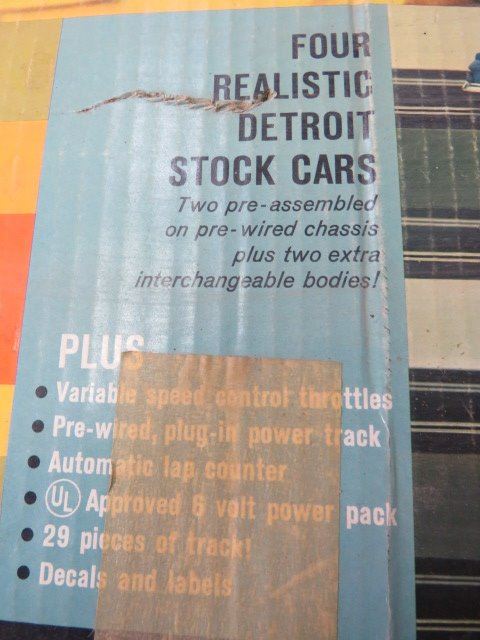 FOUR
REALISTIC
DETROIT
STOCK CARS
Two pre-assembled
on pre-wired chassis
plus two extra
interchangeable bodies!
PLUS
• Variable speed control throttles
• Pre-wired, plug-in power track
• Automatic lap counter
• UL Approved 6 volt power pack
• 29 pieces of track!
• Decals and labels